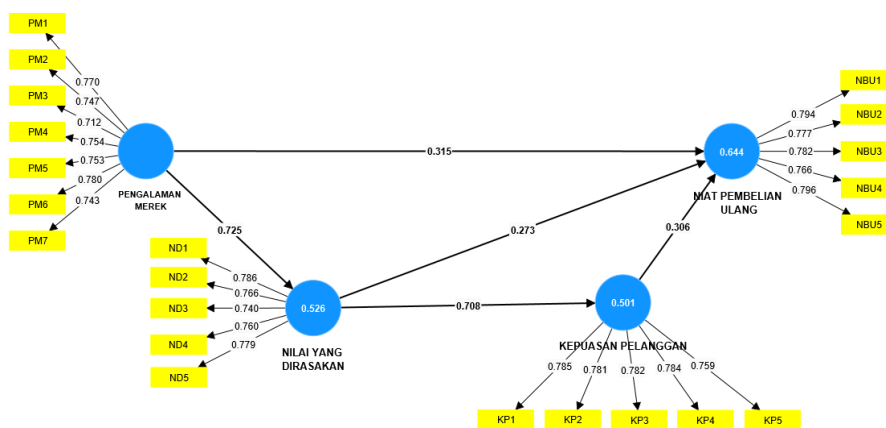 PM1
PM2
PM3
PM4
PM5
PM6
PM7
0.770
0.747
0.712
0.754
0.753
0.780
0.743
PENGALAMAN
MEREK
0.315
0.725
0.273
0.708
0.306
ND1
ND2
ND3
ND4
ND5
0.786
0.766
0.740
0.760
0.779
0.526
NILAI YANG
DIRASAKAN
0.501
KEPUASAN PELANGGAN
0.785
0.781
0.782
0.784
0.759
KP1
KP2
KP3
KP4
KP5
0.644
NIAT PEMBELIAN
ULANG
0.794
0.777
0.782
0.766
0.796
NBU1
NBU2
NBU3
NBU4
NBU5